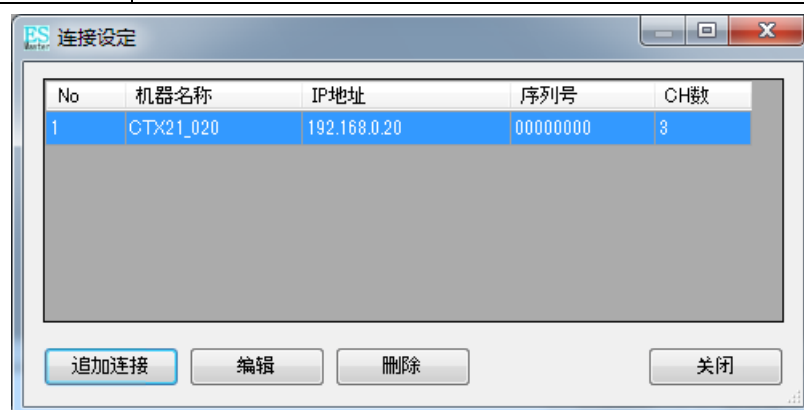 ES Master 连接设定
No 机器名称 IP地址 序列号 CH数
1 CTX21_020 192.168.0.20 00000000 3
追加连接 编辑 删除 关闭